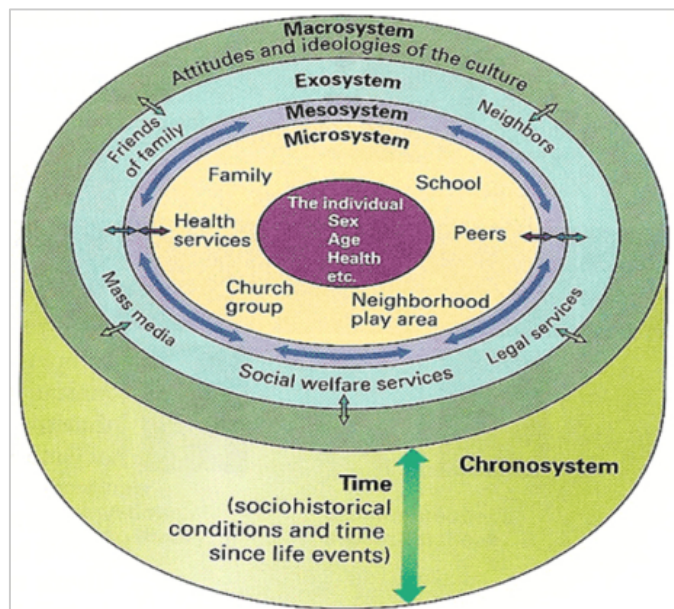 Macrosystem
Attitudes and ideologies of the culture
Exosystem
Friends
of family
Neighbors
Mesosystem
Microsystem
Family
School
The individual
Sex
Age
Health
etc.
Health
services
Peers
Church
group
Neighborhood
play area
Mass media
Social welfare services
Legal services
Time
(sociohistorical
conditions and time
since life events)
Chronosystem